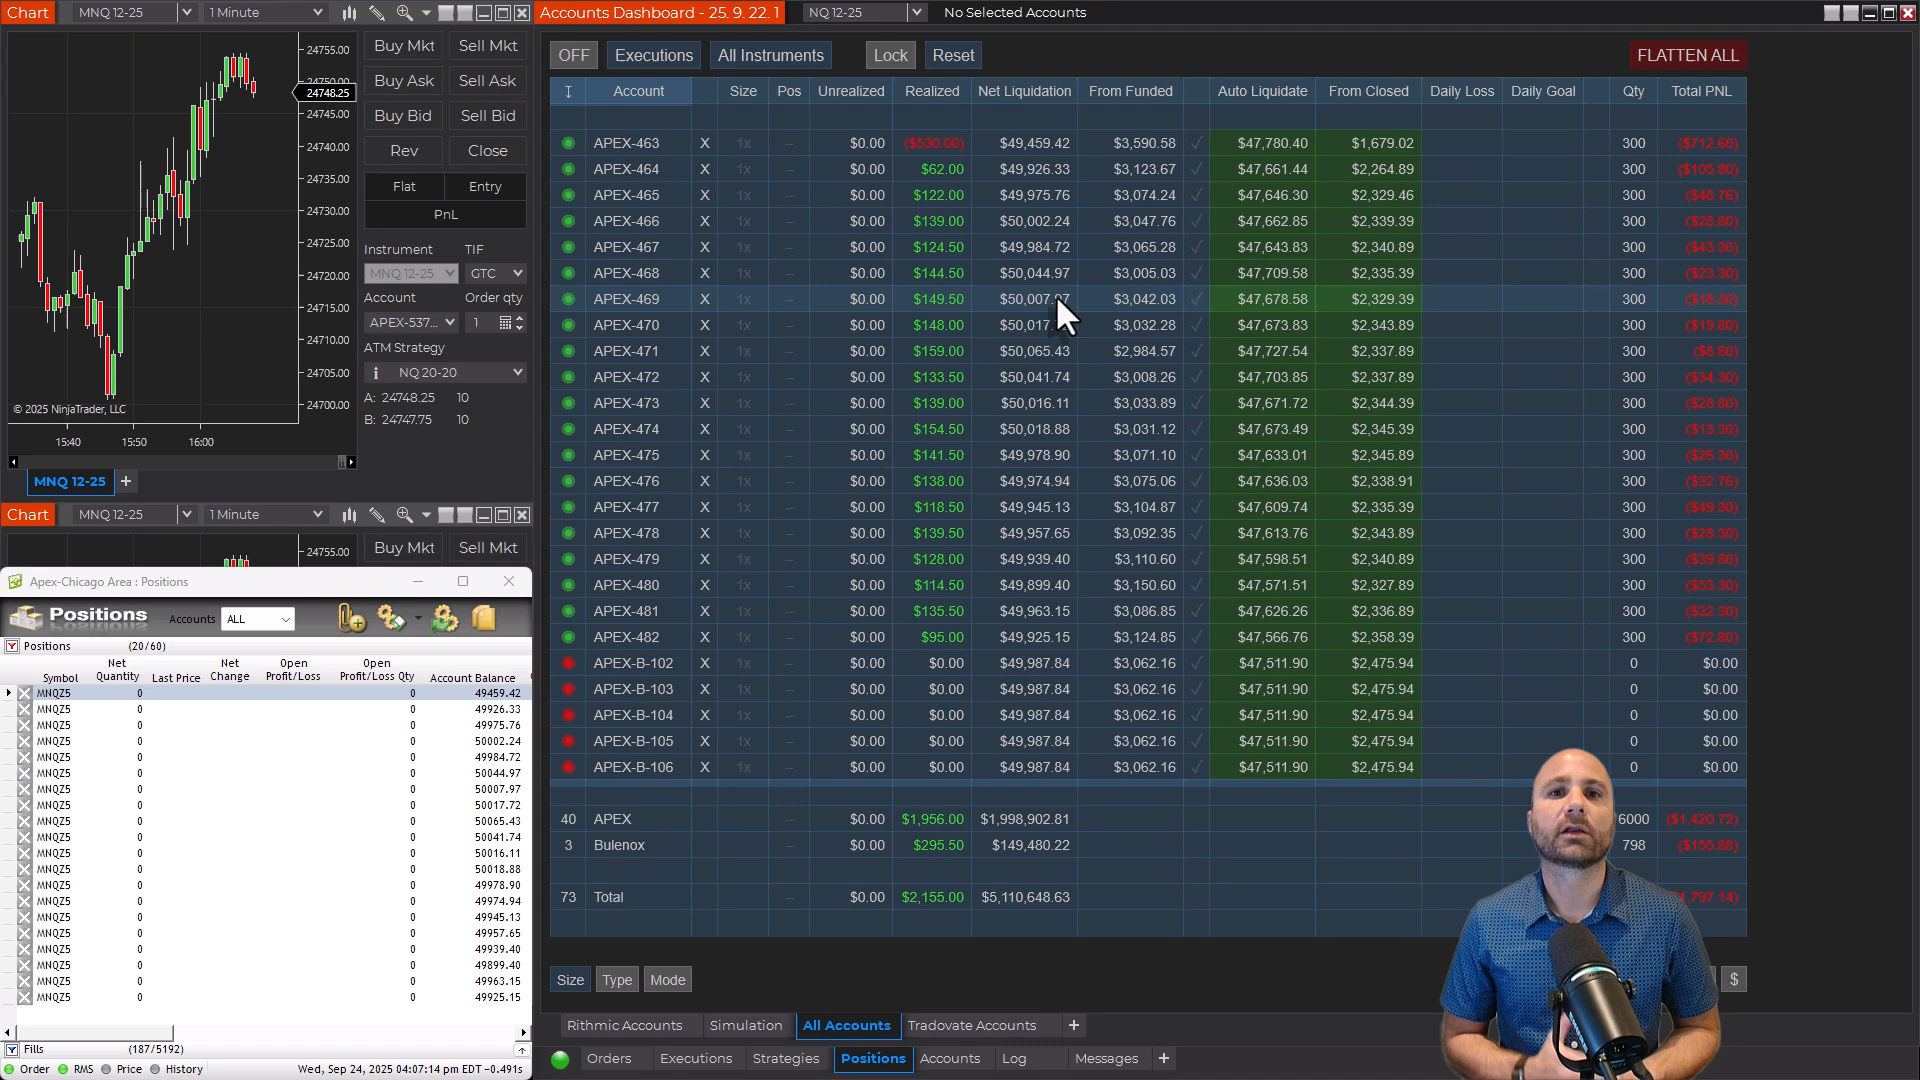 Chart MNQ 12-25 1 Minute
Accounts Dashboard - 25. 9. 22. 1 NQ 12-25 No Selected Accounts
24755.00
24750.00
24748.25
24745.00
24740.00
24735.00
24730.00
24725.00
24720.00
24715.00
24710.00
24705.00
24700.00
© 2025 NinjaTrader, LLC
15:40 15:50 16:00
MNQ 12-25 +
Buy Mkt Sell Mkt
Buy Ask Sell Ask
Buy Bid Sell Bid
Rev Close
Flat Entry
PnL
Instrument TIF
MNQ 12-25 GTC
Account Order qty
APEX-537... 1
ATM Strategy
NQ 20-20
A: 24748.25 10
B: 24747.75 10
Chart MNQ 12-25 1 Minute
24755.00
Buy Mkt Sell Mkt
Apex-Chicago Area : Positions
Positions Accounts ALL
Positions (20/60)
Symbol Net Quantity Last Price Net Change Open Profit/Loss Open Profit/Loss Qty Account Balance
MNQZ5 0 0 49459.42
MNQZ5 0 0 49926.33
MNQZ5 0 0 49975.76
MNQZ5 0 0 50002.24
MNQZ5 0 0 49984.72
MNQZ5 0 0 50044.97
MNQZ5 0 0 50007.97
MNQZ5 0 0 50017.72
MNQZ5 0 0 50065.43
MNQZ5 0 0 50041.74
MNQZ5 0 0 50016.11
MNQZ5 0 0 50018.88
MNQZ5 0 0 49978.90
MNQZ5 0 0 49974.94
MNQZ5 0 0 49945.13
MNQZ5 0 0 49957.65
MNQZ5 0 0 49939.40
MNQZ5 0 0 49899.40
MNQZ5 0 0 49963.15
MNQZ5 0 0 49925.15
Fills (187/5192)
Order RMS Price History Wed, Sep 24, 2025 04:07:14 pm EDT -0.491s
OFF Executions All Instruments Lock Reset FLATTEN ALL
Account Size Pos Unrealized Realized Net Liquidation From Funded Auto Liquidate From Closed Daily Loss Daily Goal Qty Total PNL
APEX-463 X 1x – $0.00 ($530.00) $49,459.42 $3,590.58 ✓ $47,780.40 $1,679.02 300 ($712.60)
APEX-464 X 1x – $0.00 $62.00 $49,926.33 $3,123.67 ✓ $47,661.44 $2,264.89 300 ($105.80)
APEX-465 X 1x – $0.00 $122.00 $49,975.76 $3,074.24 ✓ $47,646.30 $2,329.46 300 ($48.76)
APEX-466 X 1x – $0.00 $139.00 $50,002.24 $3,047.76 ✓ $47,662.85 $2,339.39 300 ($28.80)
APEX-467 X 1x – $0.00 $124.50 $49,984.72 $3,065.28 ✓ $47,643.83 $2,340.89 300 ($43.30)
APEX-468 X 1x – $0.00 $144.50 $50,044.97 $3,005.03 ✓ $47,709.58 $2,335.39 300 ($23.30)
APEX-469 X 1x – $0.00 $149.50 $50,007.97 $3,042.03 ✓ $47,678.58 $2,329.39 300 ($18.30)
APEX-470 X 1x – $0.00 $148.00 $50,017. $3,032.28 ✓ $47,673.83 $2,343.89 300 ($19.80)
APEX-471 X 1x – $0.00 $159.00 $50,065.43 $2,984.57 ✓ $47,727.54 $2,337.89 300 ($8.80)
APEX-472 X 1x – $0.00 $133.50 $50,041.74 $3,008.26 ✓ $47,703.85 $2,337.89 300 ($34.30)
APEX-473 X 1x – $0.00 $139.00 $50,016.11 $3,033.89 ✓ $47,671.72 $2,344.39 300 ($28.80)
APEX-474 X 1x – $0.00 $154.50 $50,018.88 $3,031.12 ✓ $47,673.49 $2,345.39 300 ($13.30)
APEX-475 X 1x – $0.00 $141.50 $49,978.90 $3,071.10 ✓ $47,633.01 $2,345.89 300 ($26.30)
APEX-476 X 1x – $0.00 $138.00 $49,974.94 $3,075.06 ✓ $47,636.03 $2,338.91 300 ($32.76)
APEX-477 X 1x – $0.00 $118.50 $49,945.13 $3,104.87 ✓ $47,609.74 $2,335.39 300 ($49.30)
APEX-478 X 1x – $0.00 $139.50 $49,957.65 $3,092.35 ✓ $47,613.76 $2,343.89 300 ($28.30)
APEX-479 X 1x – $0.00 $128.00 $49,939.40 $3,110.60 ✓ $47,598.51 $2,340.89 300 ($39.80)
APEX-480 X 1x – $0.00 $114.50 $49,899.40 $3,150.60 ✓ $47,571.51 $2,327.89 300 ($53.30)
APEX-481 X 1x – $0.00 $135.50 $49,963.15 $3,086.85 ✓ $47,626.26 $2,336.89 300 ($32.30)
APEX-482 X 1x – $0.00 $95.00 $49,925.15 $3,124.85 ✓ $47,566.76 $2,358.39 300 ($72.80)
APEX-B-102 X 1x – $0.00 $0.00 $49,987.84 $3,062.16 ✓ $47,511.90 $2,475.94 0 $0.00
APEX-B-103 X 1x – $0.00 $0.00 $49,987.84 $3,062.16 ✓ $47,511.90 $2,475.94 0 $0.00
APEX-B-104 X 1x – $0.00 $0.00 $49,987.84 $3,062.16 ✓ $47,511.90 $2,475.94 0 $0.00
APEX-B-105 X 1x – $0.00 $0.00 $49,987.84 $3,062.16 ✓ $47,511.90 $2,475.94 0 $0.00
APEX-B-106 X 1x – $0.00 $0.00 $49,987.84 $3,062.16 ✓ $47,511.90 $2,475.94 0 $0.00
40 APEX – $0.00 $1,956.00 $1,998,902.81 6000 ($1,420.72)
3 Bulenox – $0.00 $295.50 $149,480.22 798 ($155.88)
73 Total – $0.00 $2,155.00 $5,110,648.63 1,797.14)
Size Type Mode $
Rithmic Accounts Simulation All Accounts Tradovate Accounts +
Orders Executions Strategies Positions Accounts Log Messages +